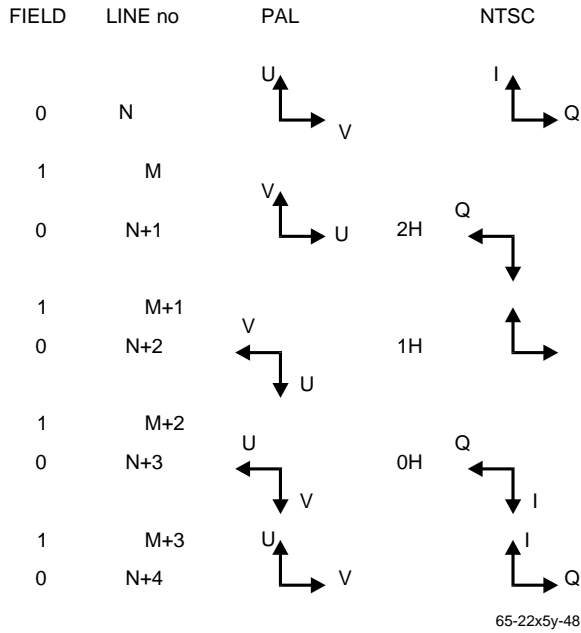 FIELD LINE no PAL NTSC
U I
0 N V Q
1 M
V
0 N+1 U 2H Q
1 M+1
V
0 N+2 1H
U
1 M+2
U Q
0 N+3 0H
V I
1 M+3 U I
0 N+4 V Q
65-22x5y-48